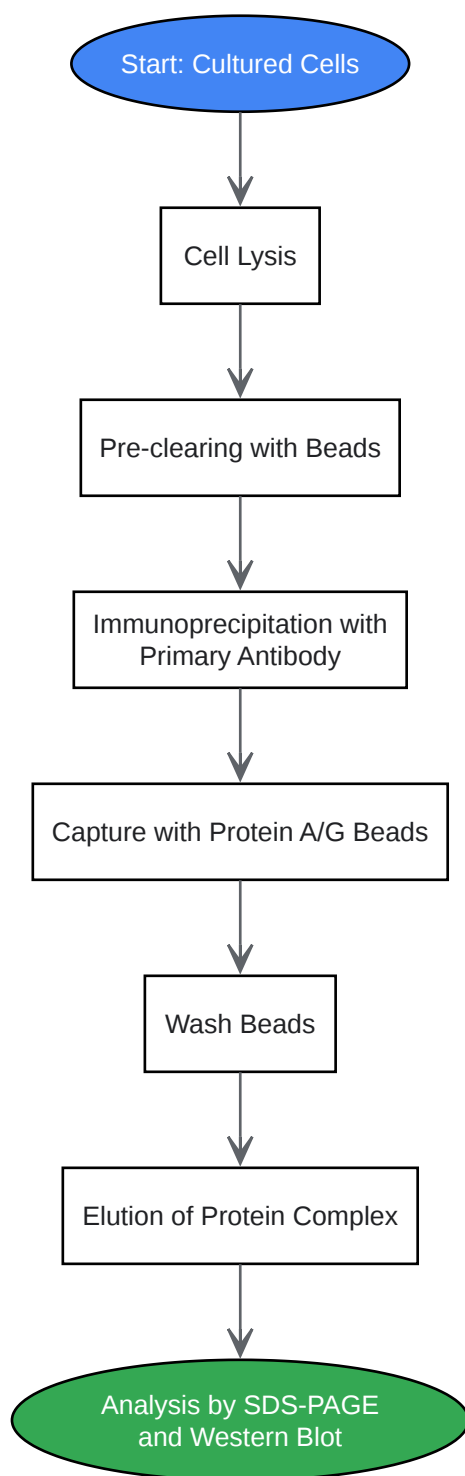 Start: Cultured Cells
Cell Lysis
Pre-clearing with Beads
Immunoprecipitation with
Primary Antibody
Capture with Protein A/G Beads
Wash Beads
Elution of Protein Complex
Analysis by SDS-PAGE
and Western Blot